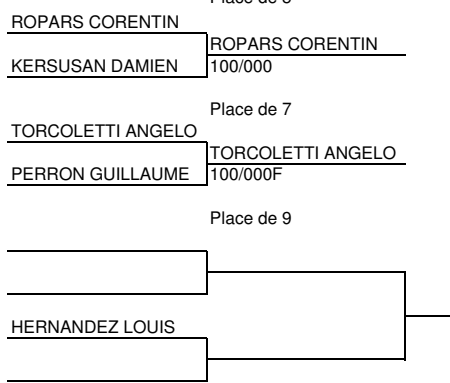 ROPARS CORENTIN
ROPARS CORENTIN
KERSUSAN DAMIEN
100/000
Place de 7
TORCOLETTI ANGELO
TORCOLETTI ANGELO
PERRON GUILLAUME
100/000F
Place de 9
HERNANDEZ LOUIS